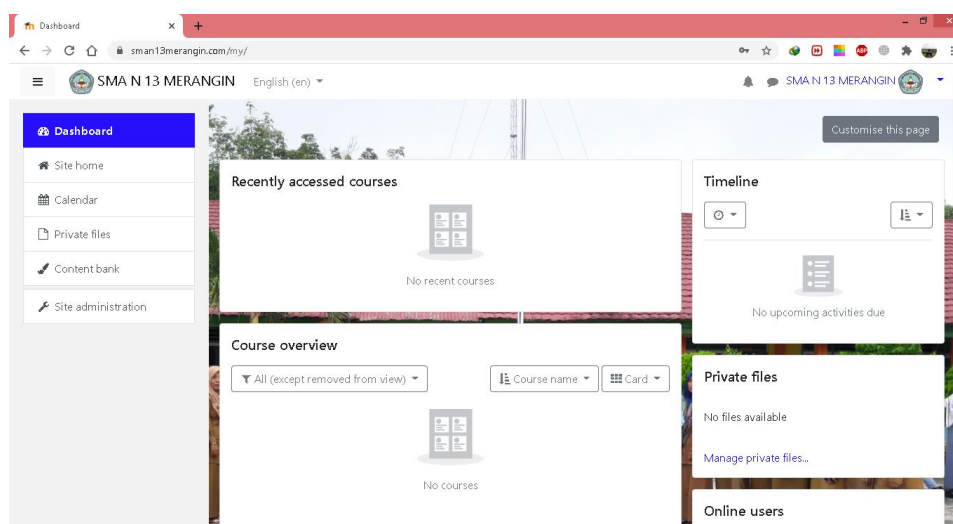 Dashboard
sman13merangin.com/my/
ABP
SMA N 13 MERANGIN English (en) SMA N 13 MERANGIN
Dashboard
Site home
Calendar
Private files
Content bank
Site administration
Customise this page
Recently accessed courses
No recent courses
Course overview
All (except removed from view) Course name Card
No courses
Timeline
No upcoming activities due
Private files
No files available
Manage private files...
Online users